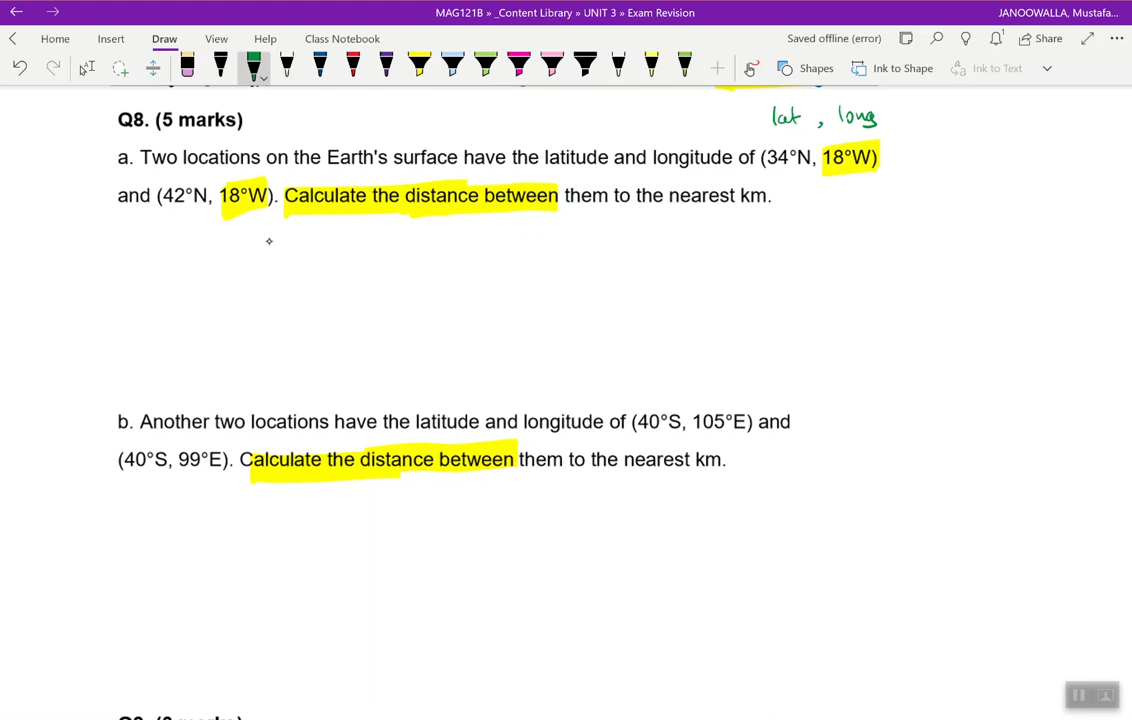 MAG121B » _Content Library » UNIT 3 » Exam Revision
JANOOWALLA, Mustafa...
Home Insert Draw View Help Class Notebook
Saved offline (error)
1
Share
Shapes
Ink to Shape
Ink to Text
Q8. (5 marks)
lat , long
a. Two locations on the Earth's surface have the latitude and longitude of (34°N, 18°W)
and (42°N, 18°W). Calculate the distance between them to the nearest km.
b. Another two locations have the latitude and longitude of (40°S, 105°E) and
(40°S, 99°E). Calculate the distance between them to the nearest km.